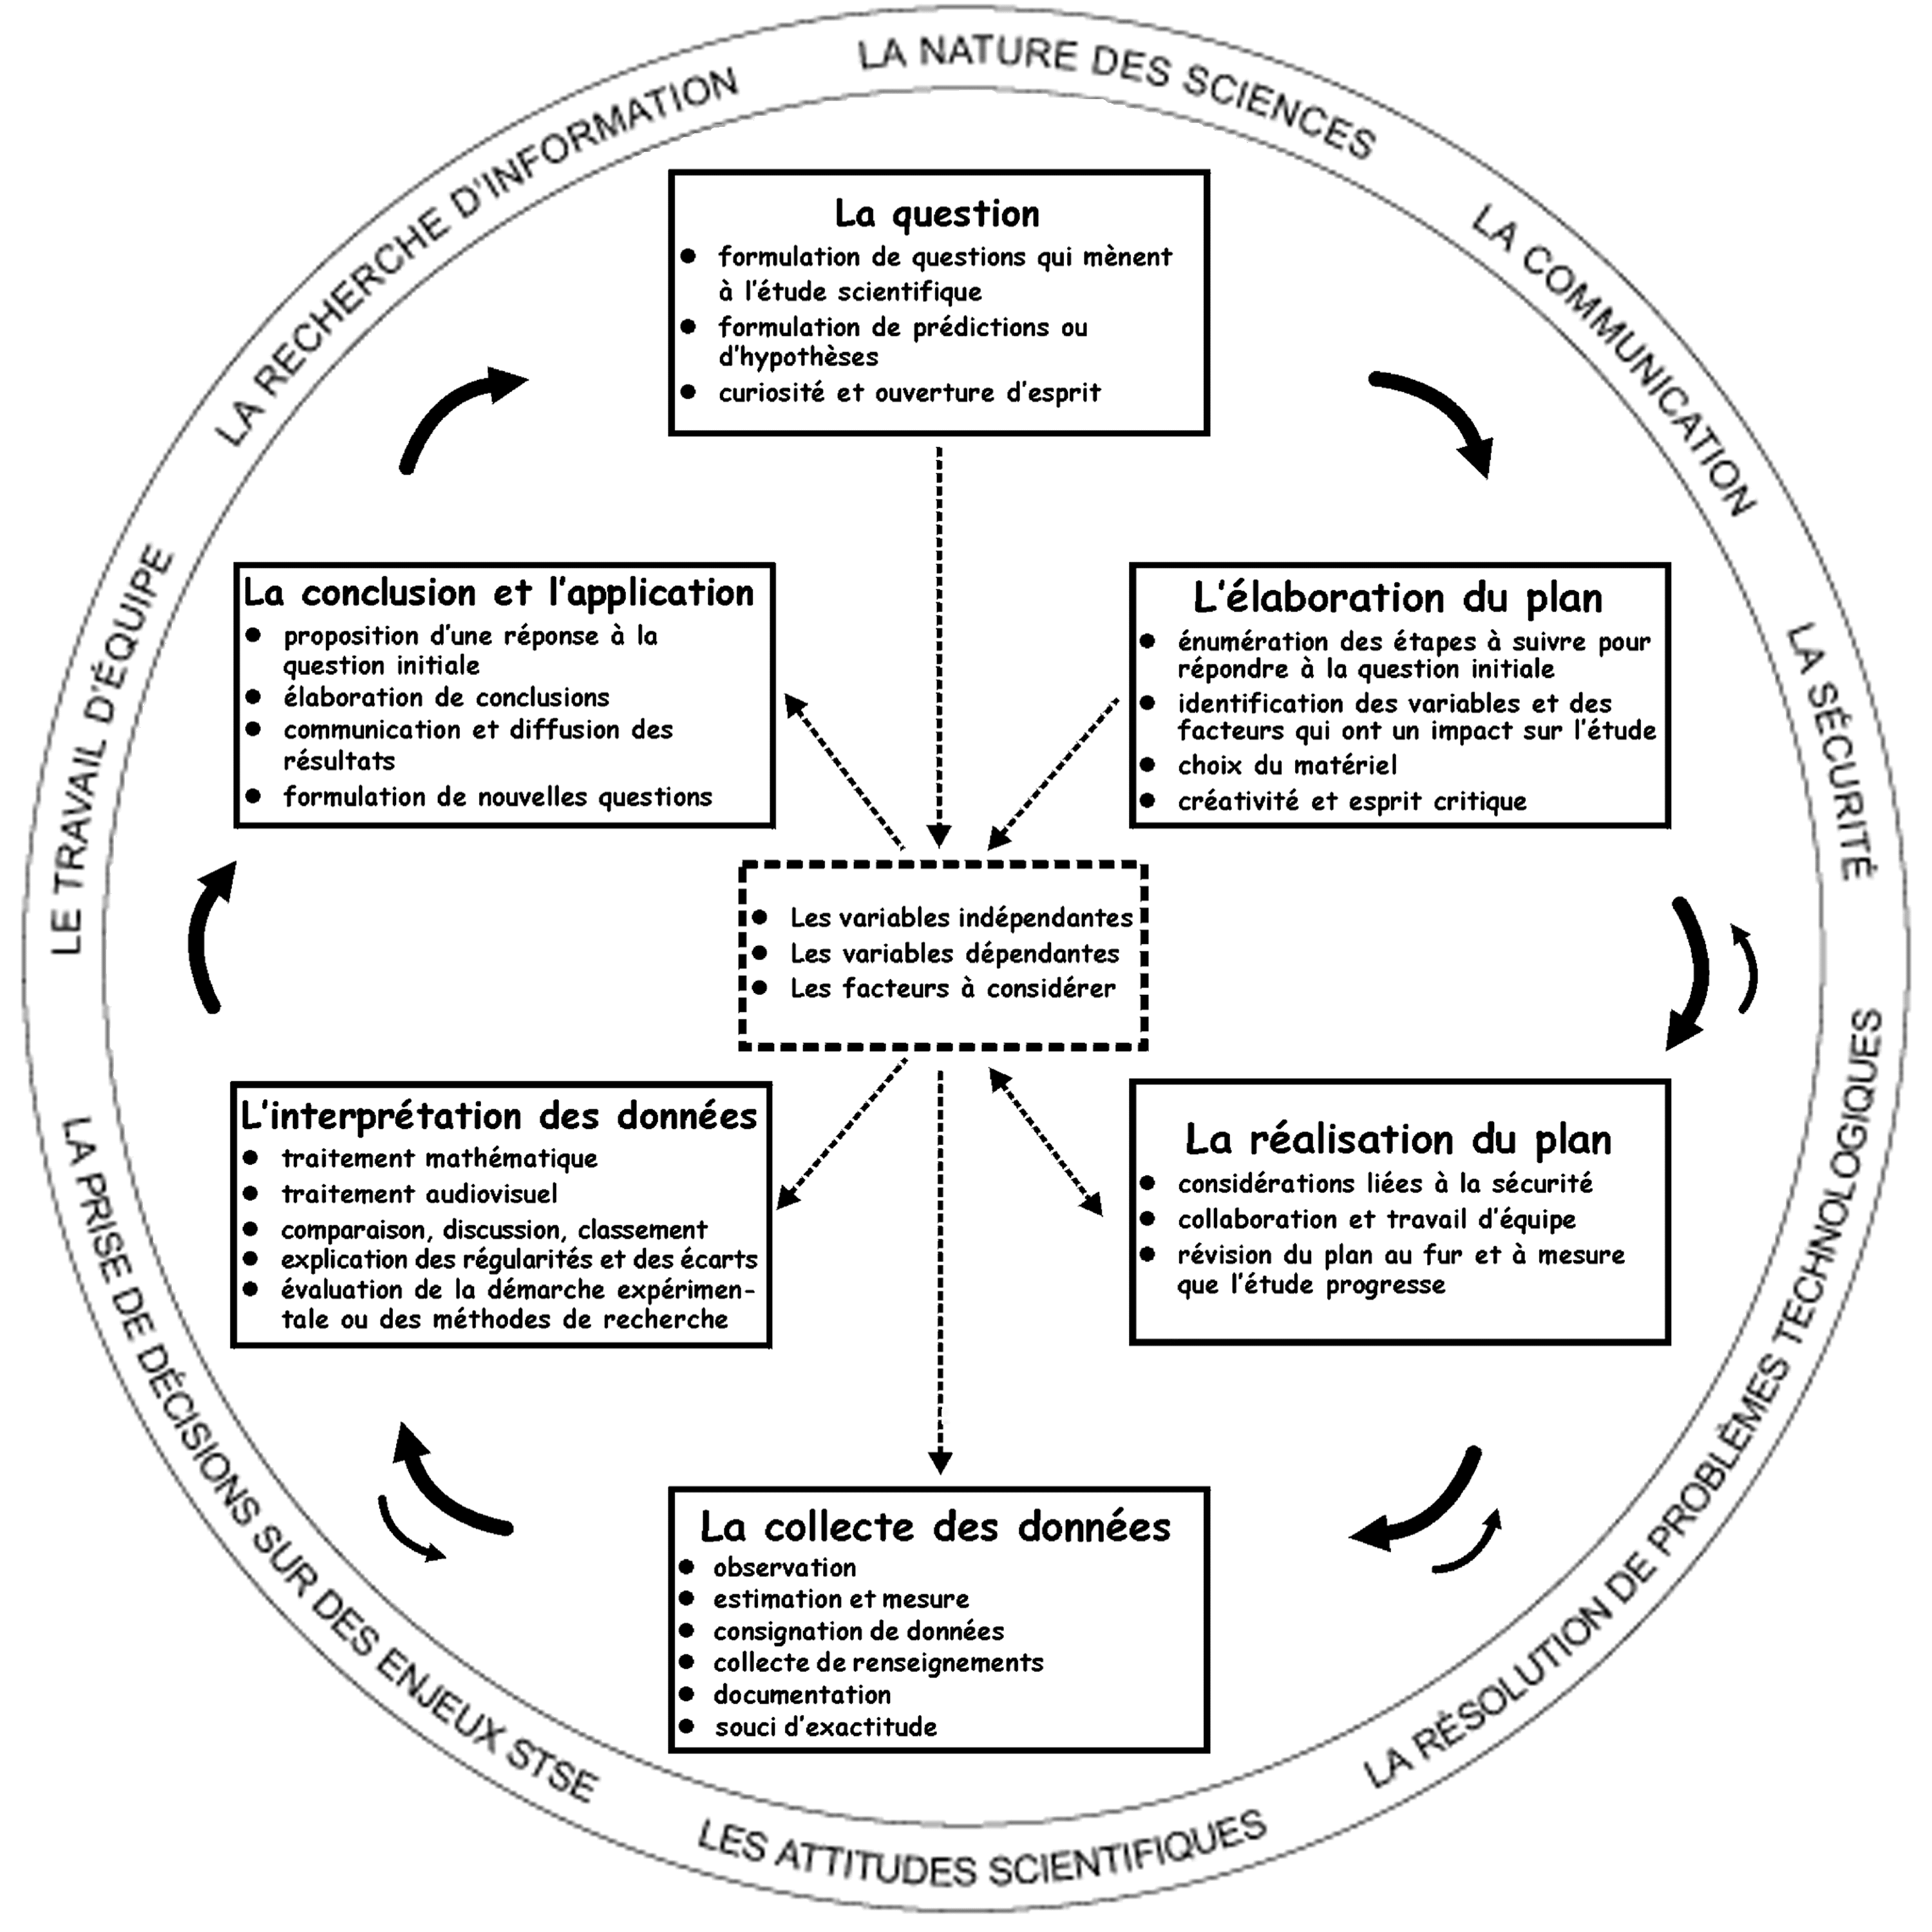 LA NATURE DES SCIENCES
LA COMMUNICATION
LA SÉCURITÉ
LA RÉSOLUTION DE PROBLÈMES TECHNOLOGIQUES
LES ATTITUDES SCIENTIFIQUES
LA PRISE DE DÉCISIONS SUR DES ENJEUX STSE
LE TRAVAIL D'ÉQUIPE
LA RECHERCHE D'INFORMATION
La question
● formulation de questions qui mènent
à l'étude scientifique
● formulation de prédictions ou
d'hypothèses
● curiosité et ouverture d'esprit
L'élaboration du plan
● énumération des étapes à suivre pour
répondre à la question initiale
● identification des variables et des
facteurs qui ont un impact sur l'étude
● choix du matériel
● créativité et esprit critique
La réalisation du plan
● considérations liées à la sécurité
● collaboration et travail d'équipe
● révision du plan au fur et à mesure
que l'étude progresse
La collecte des données
● observation
● estimation et mesure
● consignation de données
● collecte de renseignements
● documentation
● souci d'exactitude
L'interprétation des données
● traitement mathématique
● traitement audiovisuel
● comparaison, discussion, classement
● explication des régularités et des écarts
● évaluation de la démarche expérimen-
tale ou des méthodes de recherche
La conclusion et l'application
● proposition d'une réponse à la
question initiale
● élaboration de conclusions
● communication et diffusion des
résultats
● formulation de nouvelles questions
● Les variables indépendantes
● Les variables dépendantes
● Les facteurs à considérer